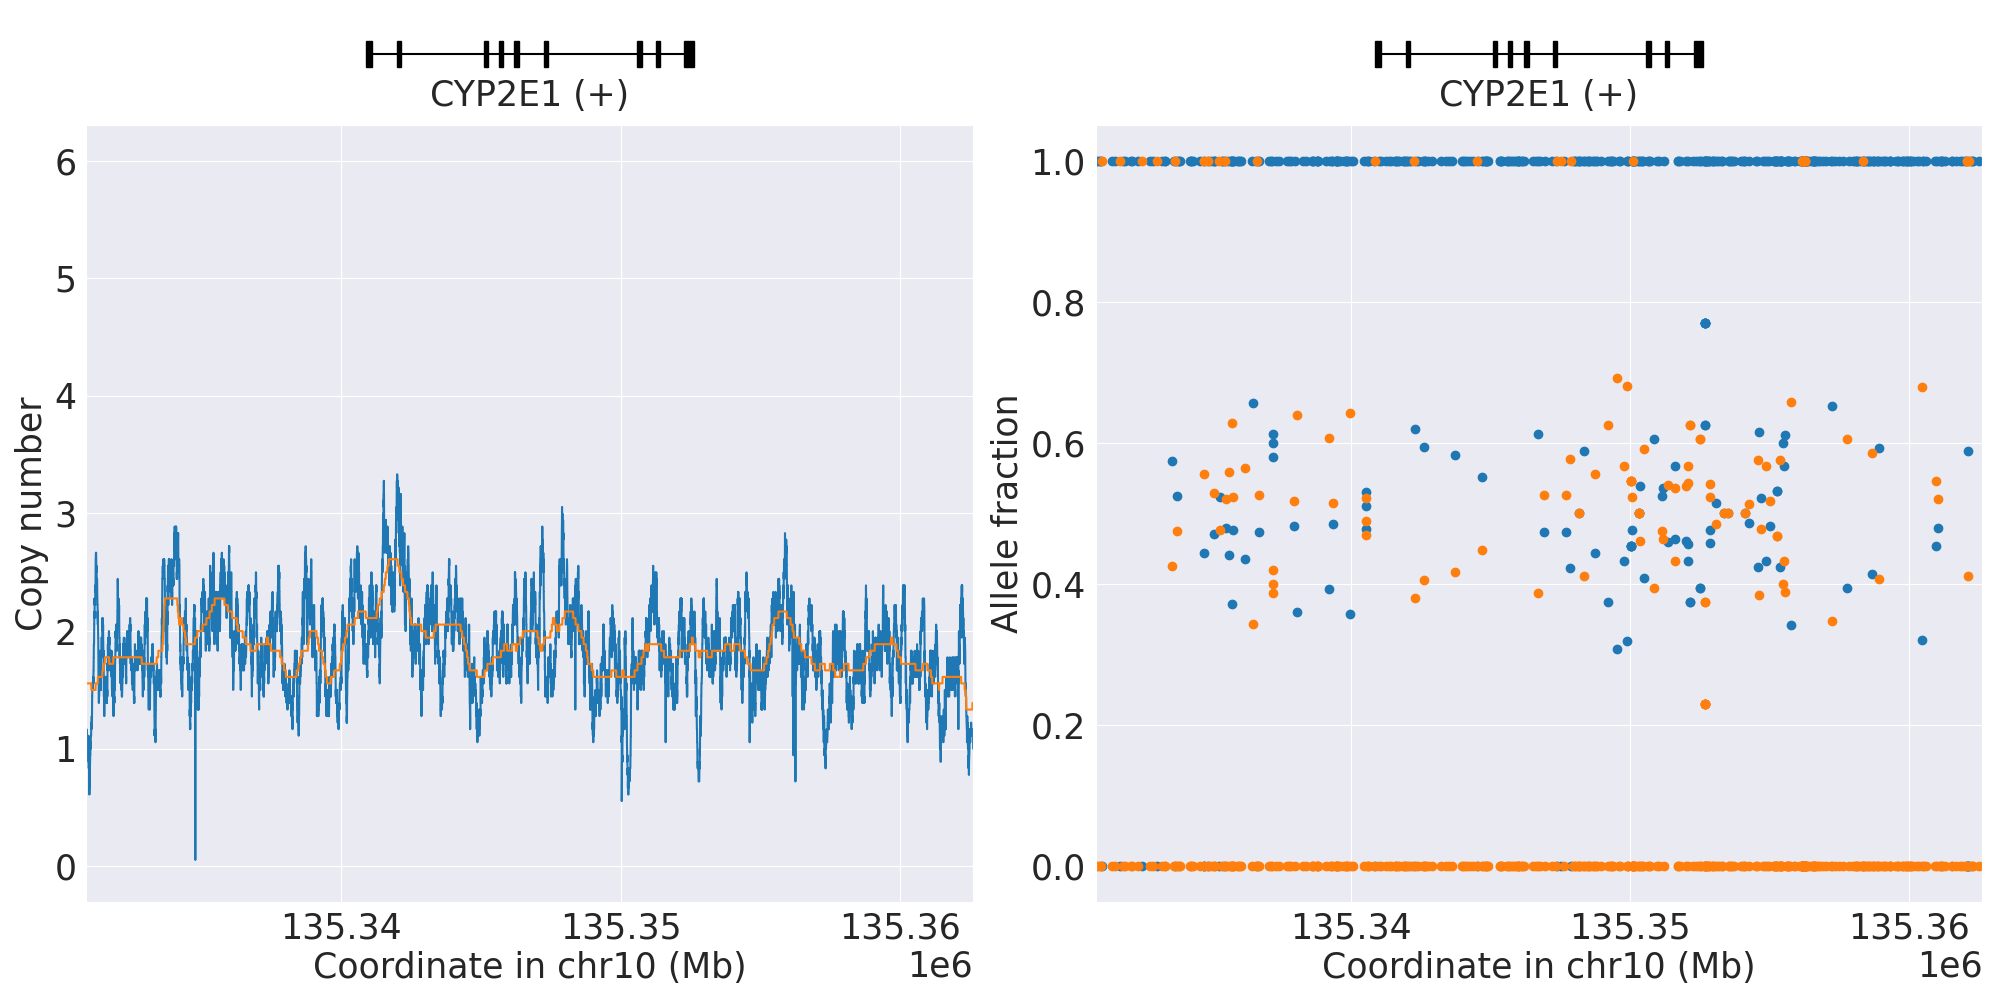 CYP2E1 (+)
6
5
4
3
2
1
0
Copy number
135.34 135.35 135.36
Coordinate in chr10 (Mb)
1e6
CYP2E1 (+)
1.0
0.8
0.6
0.4
0.2
0.0
Allele fraction
135.34 135.35 135.36
Coordinate in chr10 (Mb)
1e6